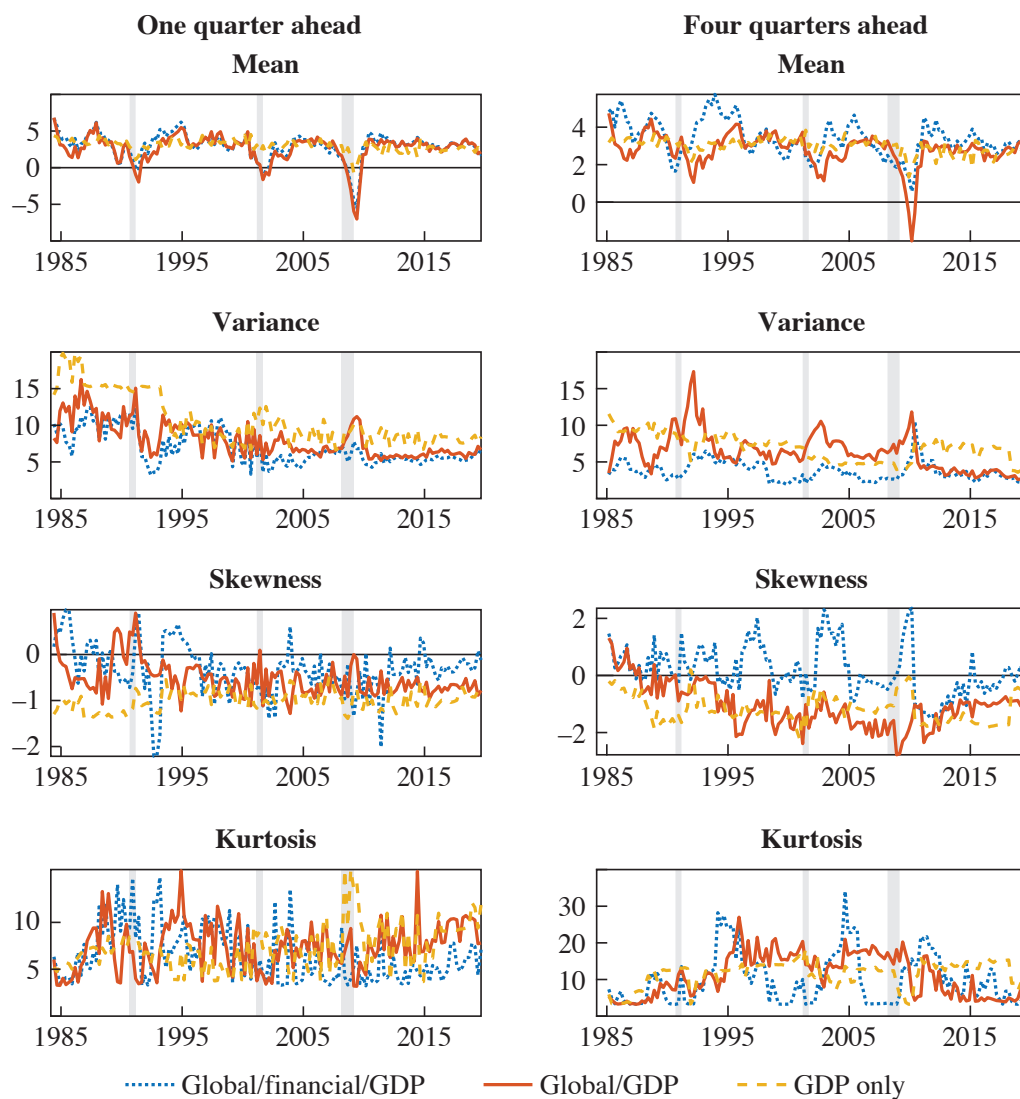 One quarter ahead
Mean
5
0
–5
1985 1995 2005 2015
Four quarters ahead
Mean
4
2
0
1985 1995 2005 2015
Variance
15
10
5
1985 1995 2005 2015
Variance
15
10
5
1985 1995 2005 2015
Skewness
0
–1
–2
1985 1995 2005 2015
Skewness
2
0
–2
1985 1995 2005 2015
Kurtosis
10
5
1985 1995 2005 2015
Kurtosis
30
20
10
1985 1995 2005 2015
Global/financial/GDP Global/GDP GDP only